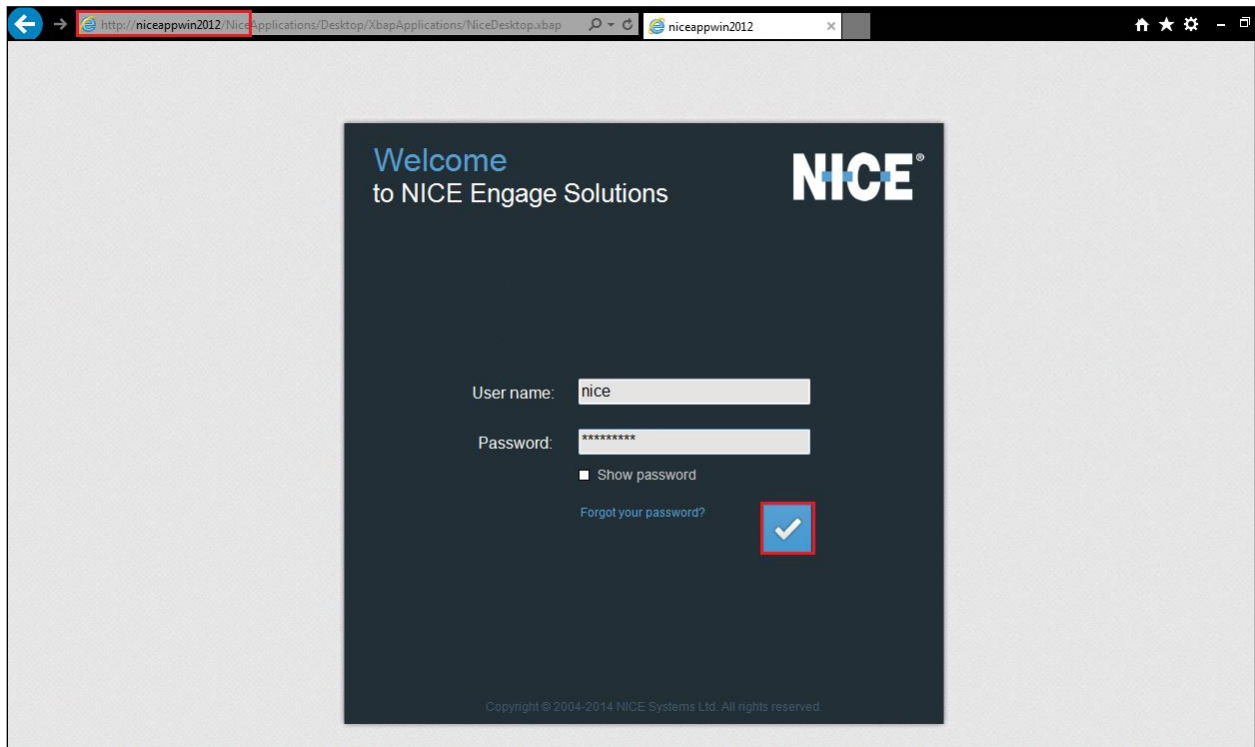 http://niceappwin2012/NiceApplications/Desktop/XbapApplications/NiceDesktop.xbap
niceappwin2012
Welcome
to NICE Engage Solutions
NICE®
User name: nice
Password: *********
Show password
Forgot your password?
Copyright © 2004-2014 NICE Systems Ltd. All rights reserved.